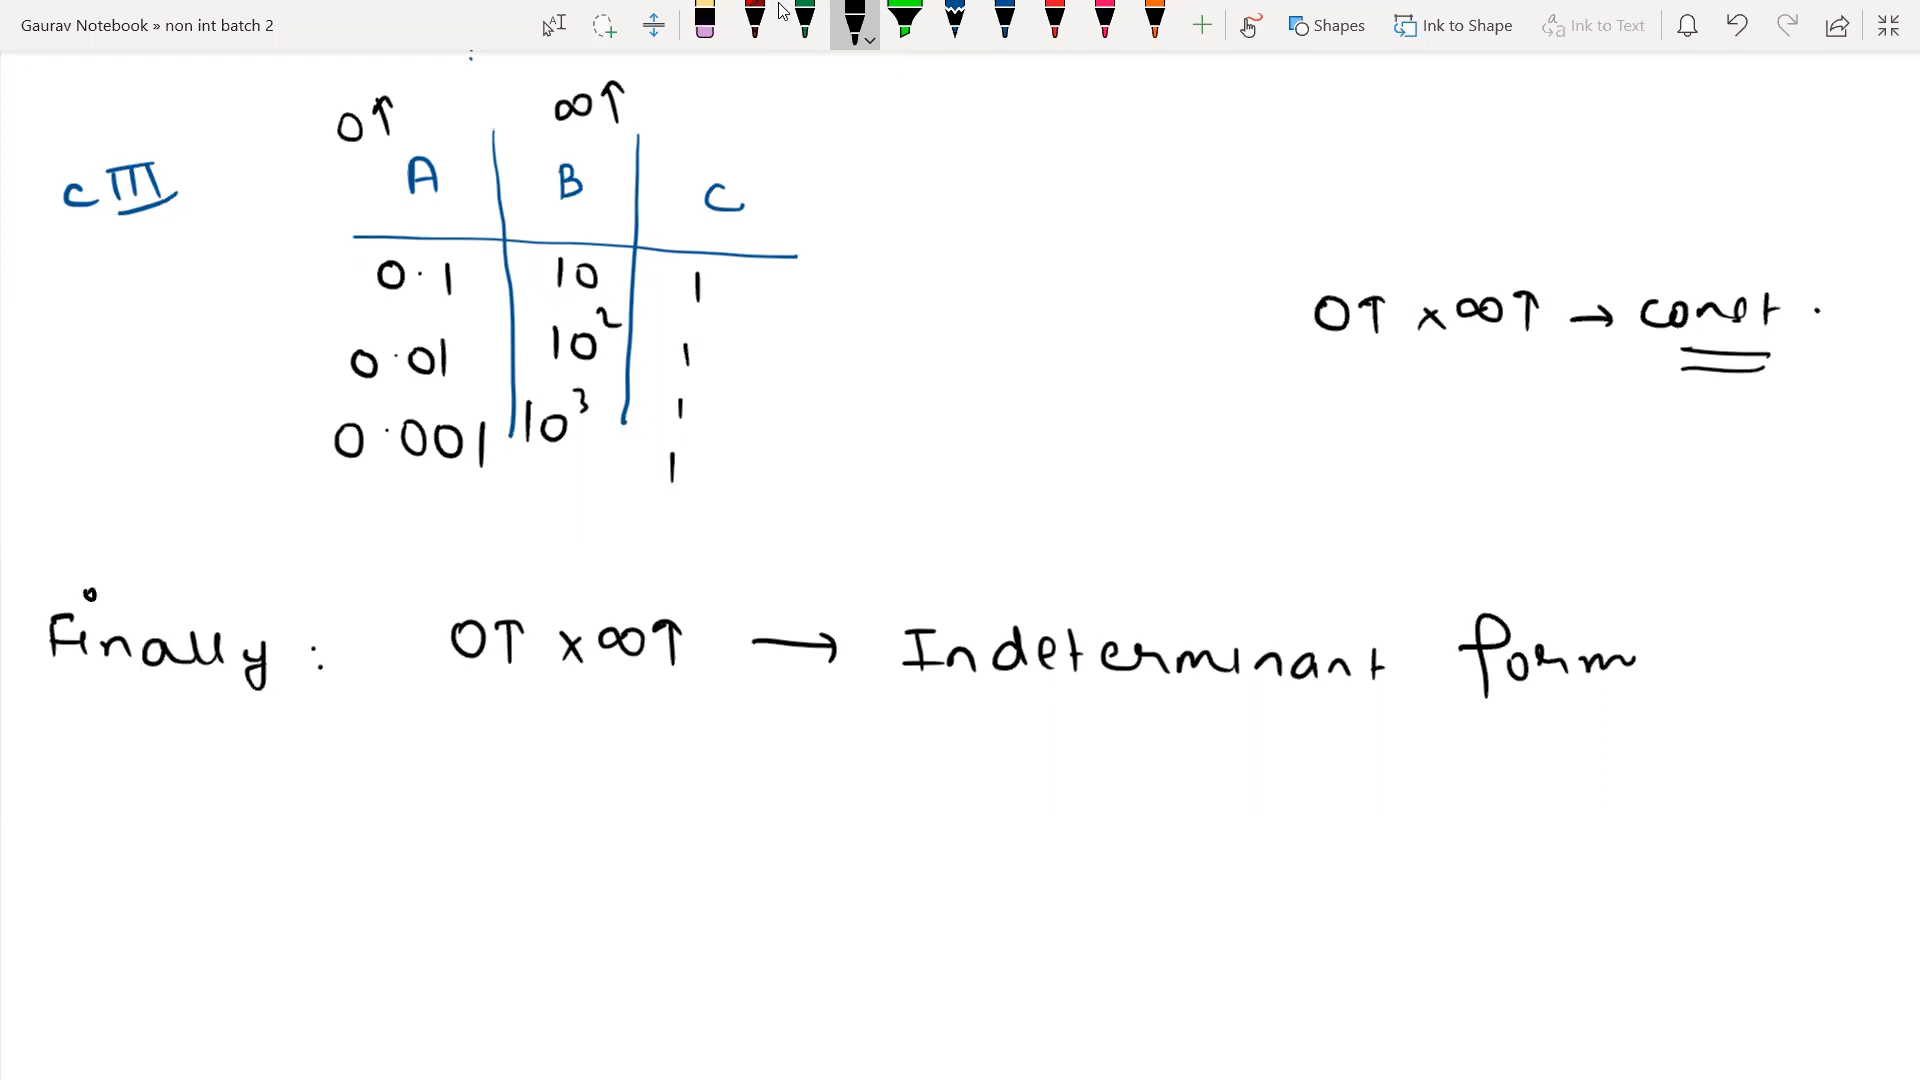 Gaurav Notebook » non int batch 2
Shapes
Ink to Shape
Ink to Text
0↑ ∞↑
C III A B C
0.1 10 1
0↑ × ∞↑ → const.
0.01 10² 1
0.001 10³ 1
1
Finally : 0↑ × ∞↑ → Indeterminant form